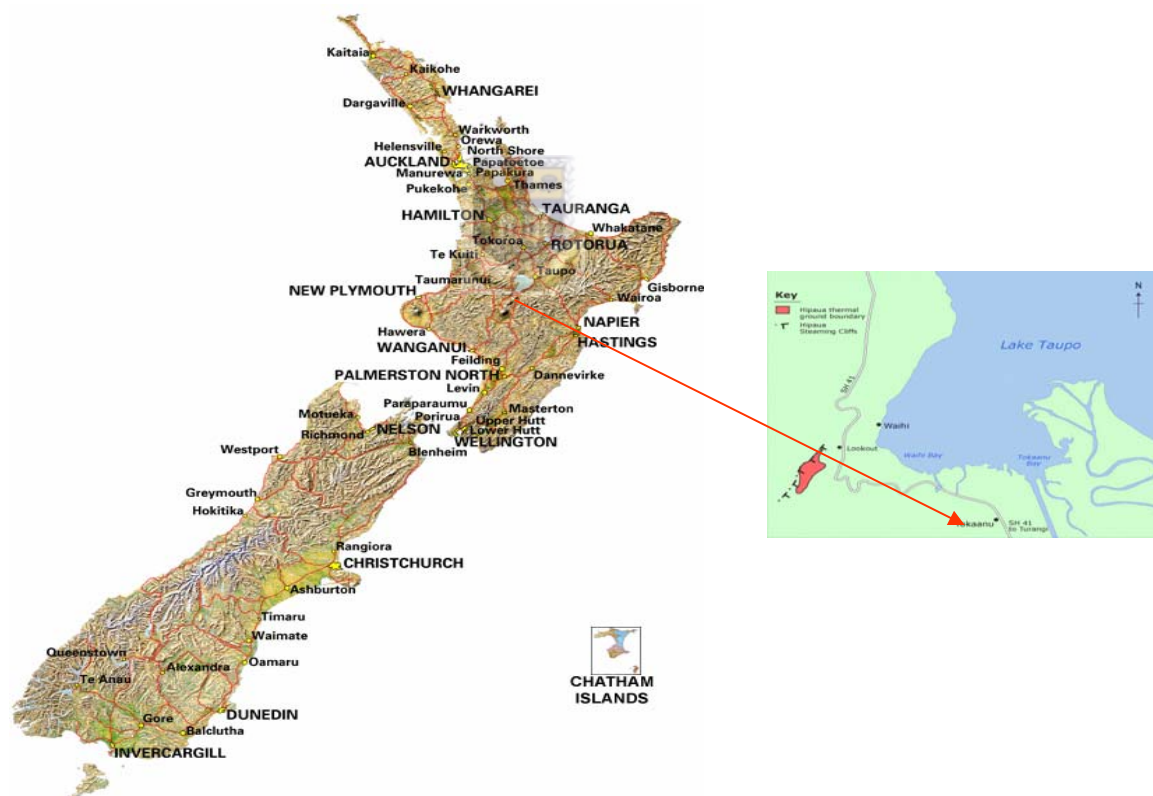 Kaitaia
Kaikohe
WHANGAREI
Dargaville
Warkworth
Orewa
Helensville
North Shore
AUCKLAND
Papatoetoe
Manurewa
Papakura
Thames
Pukekohe
TAURANGA
HAMILTON
Whakatane
Tokoroa
ROTORUA
Te Kuiti
Taupo
Taumarunui
Gisborne
NEW PLYMOUTH
Wairoa
NAPIER
Hawera
HASTINGS
WANGANUI
Feilding
PALMERSTON NORTH
Dannevirke
Levin
Paraparaumu
Masterton
Motueka
Porirua
Upper Hutt
Richmond
NELSON
Lower Hutt
WELLINGTON
Westport
Blenheim
Greymouth
Hokitika
Rangiora
CHRISTCHURCH
Ashburton
Timaru
Waimate
Queenstown
Oamaru
Alexandra
Te Anau
CHATHAM
ISLANDS
DUNEDIN
Gore
Balclutha
INVERCARGILL
Key
Hipaua thermal
ground boundary
Hipaua
Steaming Cliffs
N
Lake Taupo
SH 41
Waihi
Lookout
Waihi Bay
Tokaanu
Bay
Tokaanu
SH 41
to Turangi